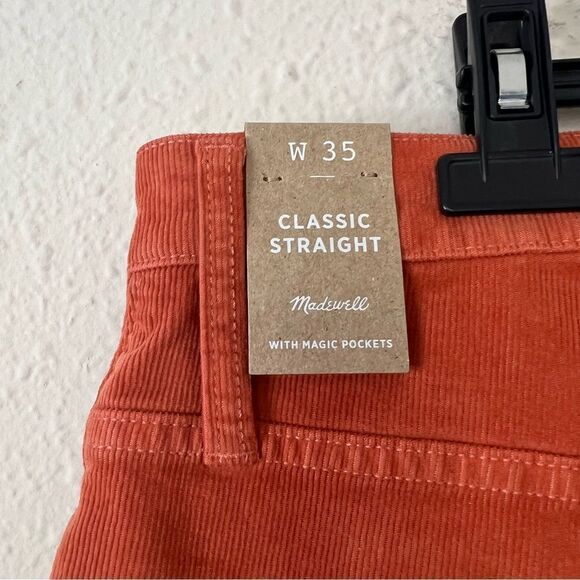 W 35
CLASSIC
STRAIGHT
Madewell
WITH MAGIC POCKETS